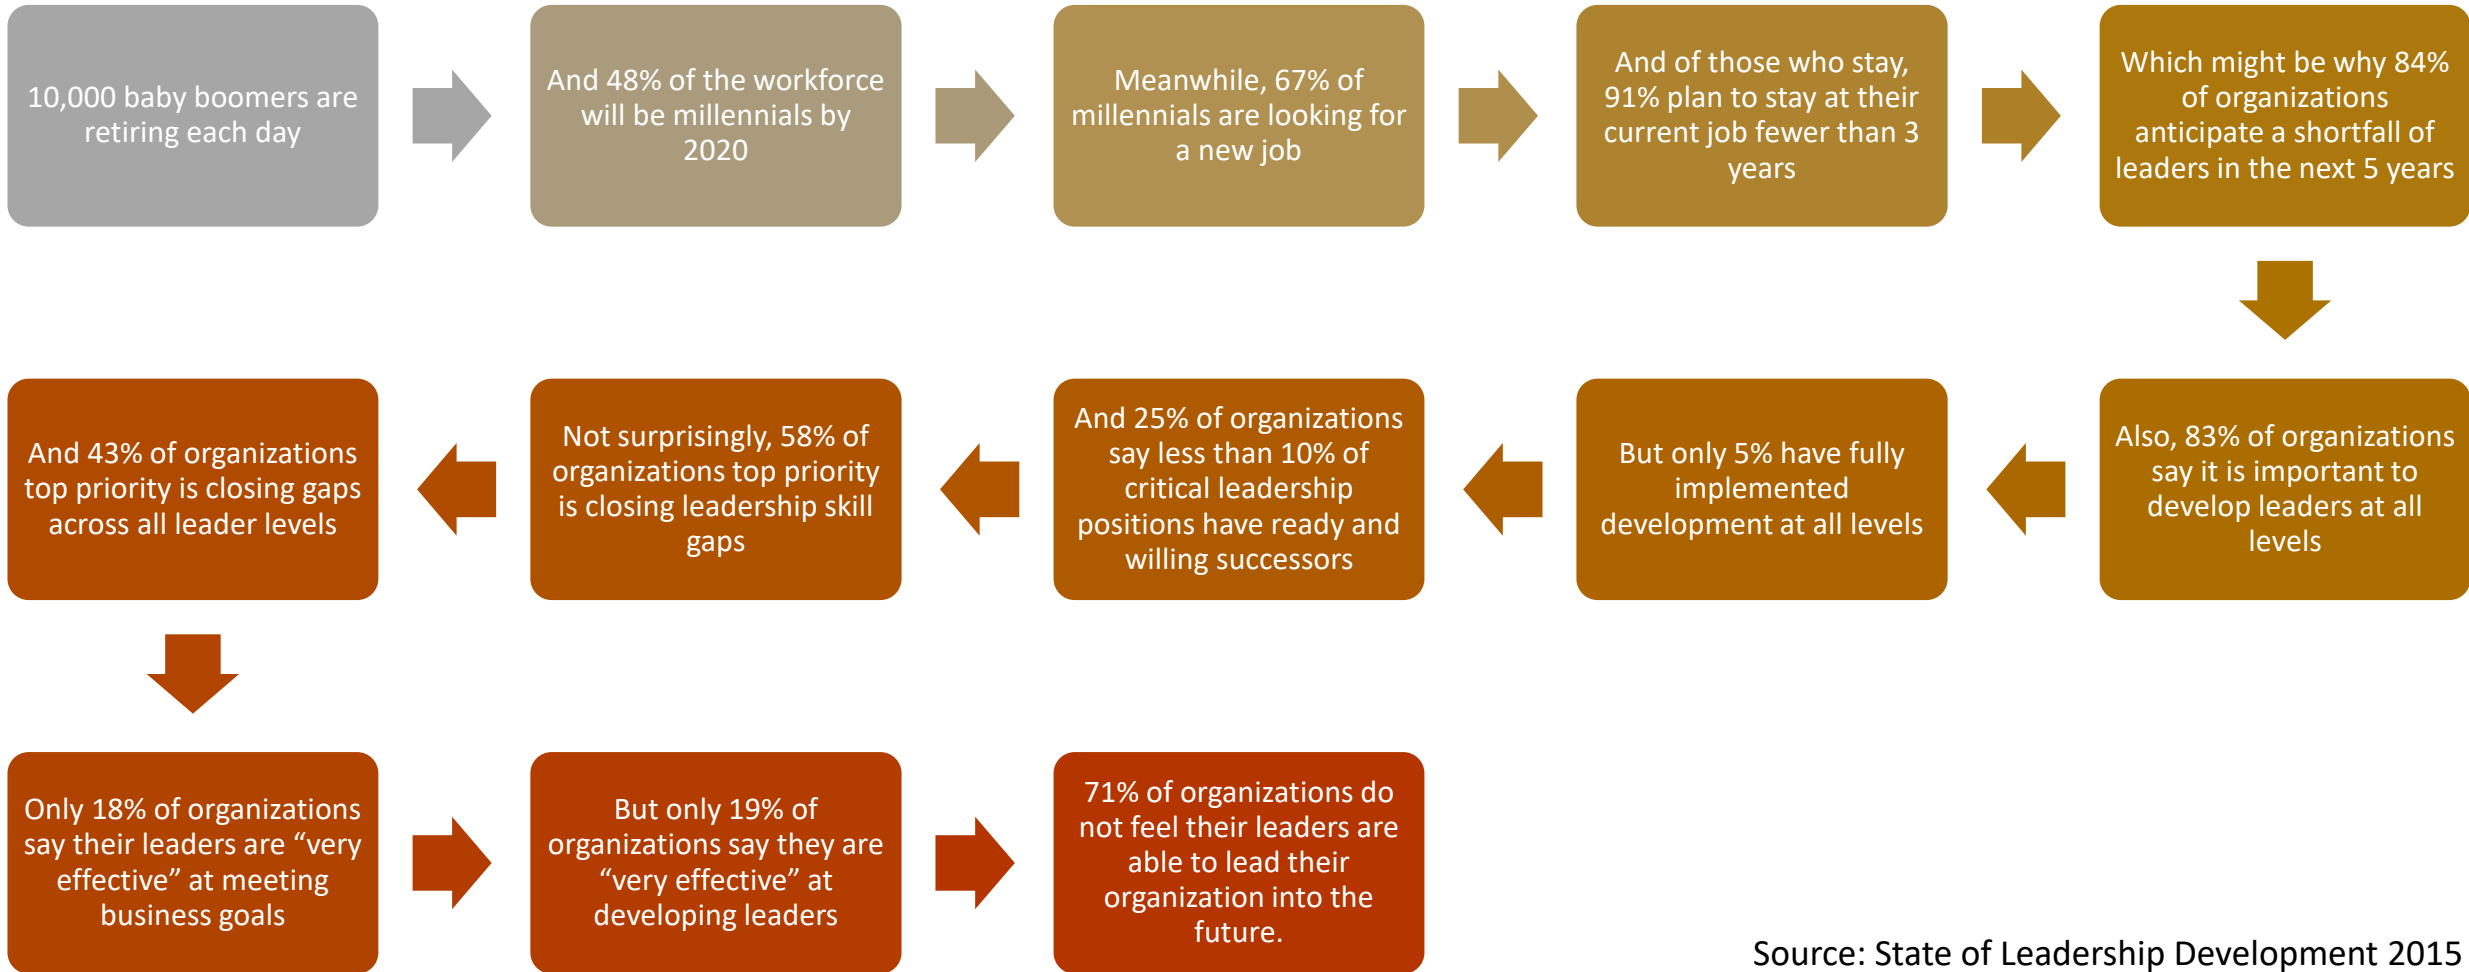 10,000 baby boomers are
retiring each day
And 48% of the workforce
will be millennials by
2020
Meanwhile, 67% of
millennials are looking for
a new job
And of those who stay,
91% plan to stay at their
current job fewer than 3
years
Which might be why 84%
of organizations
anticipate a shortfall of
leaders in the next 5 years
Also, 83% of organizations
say it is important to
develop leaders at all
levels
But only 5% have fully
implemented
development at all levels
And 25% of organizations
say less than 10% of
critical leadership
positions have ready and
willing successors
Not surprisingly, 58% of
organizations top priority
is closing leadership skill
gaps
And 43% of organizations
top priority is closing gaps
across all leader levels
Only 18% of organizations
say their leaders are “very
effective” at meeting
business goals
But only 19% of
organizations say they are
“very effective” at
developing leaders
71% of organizations do
not feel their leaders are
able to lead their
organization into the
future.
Source: State of Leadership Development 2015